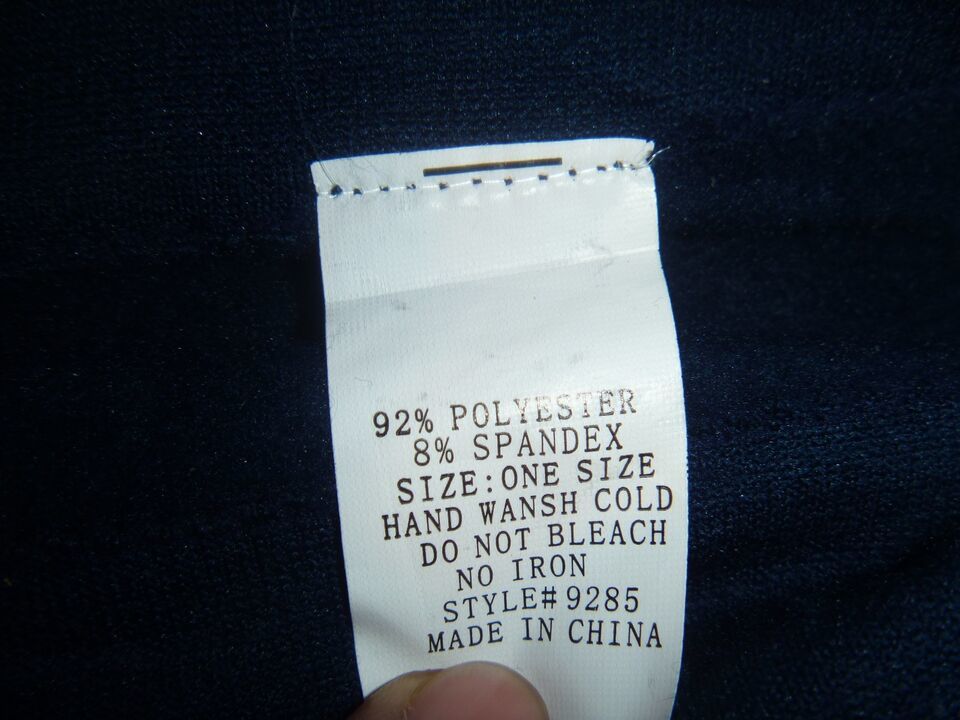 92% POLYESTER
8% SPANDEX
SIZE:ONE SIZE
HAND WANSH COLD
DO NOT BLEACH
NO IRON
STYLE#9285
MADE IN CHINA